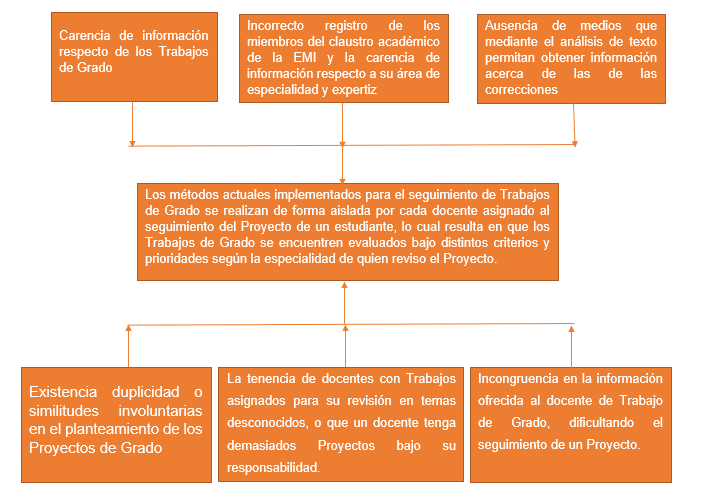 Carencia de información
respecto de los Trabajos
de Grado
Incorrecto registro de los
miembros del claustro académico
de la EMI y la carencia de
información respecto a su área de
especialidad y expertiz
Ausencia de medios que
mediante el análisis de texto
permitan obtener información
acerca de las de las
correcciones
Los métodos actuales implementados para el seguimiento de Trabajos
de Grado se realizan de forma aislada por cada docente asignado al
seguimiento del Proyecto de un estudiante, lo cual resulta en que los
Trabajos de Grado se encuentren evaluados bajo distintos criterios y
prioridades según la especialidad de quien reviso el Proyecto.
Existencia duplicidad o
similitudes involuntarias
en el planteamiento de los
Proyectos de Grado
La tenencia de docentes con Trabajos
asignados para su revisión en temas
desconocidos, o que un docente tenga
demasiados Proyectos bajo su
responsabilidad.
Incongruencia en la información
ofrecida al docente de Trabajo
de Grado, dificultando el
seguimiento de un Proyecto.